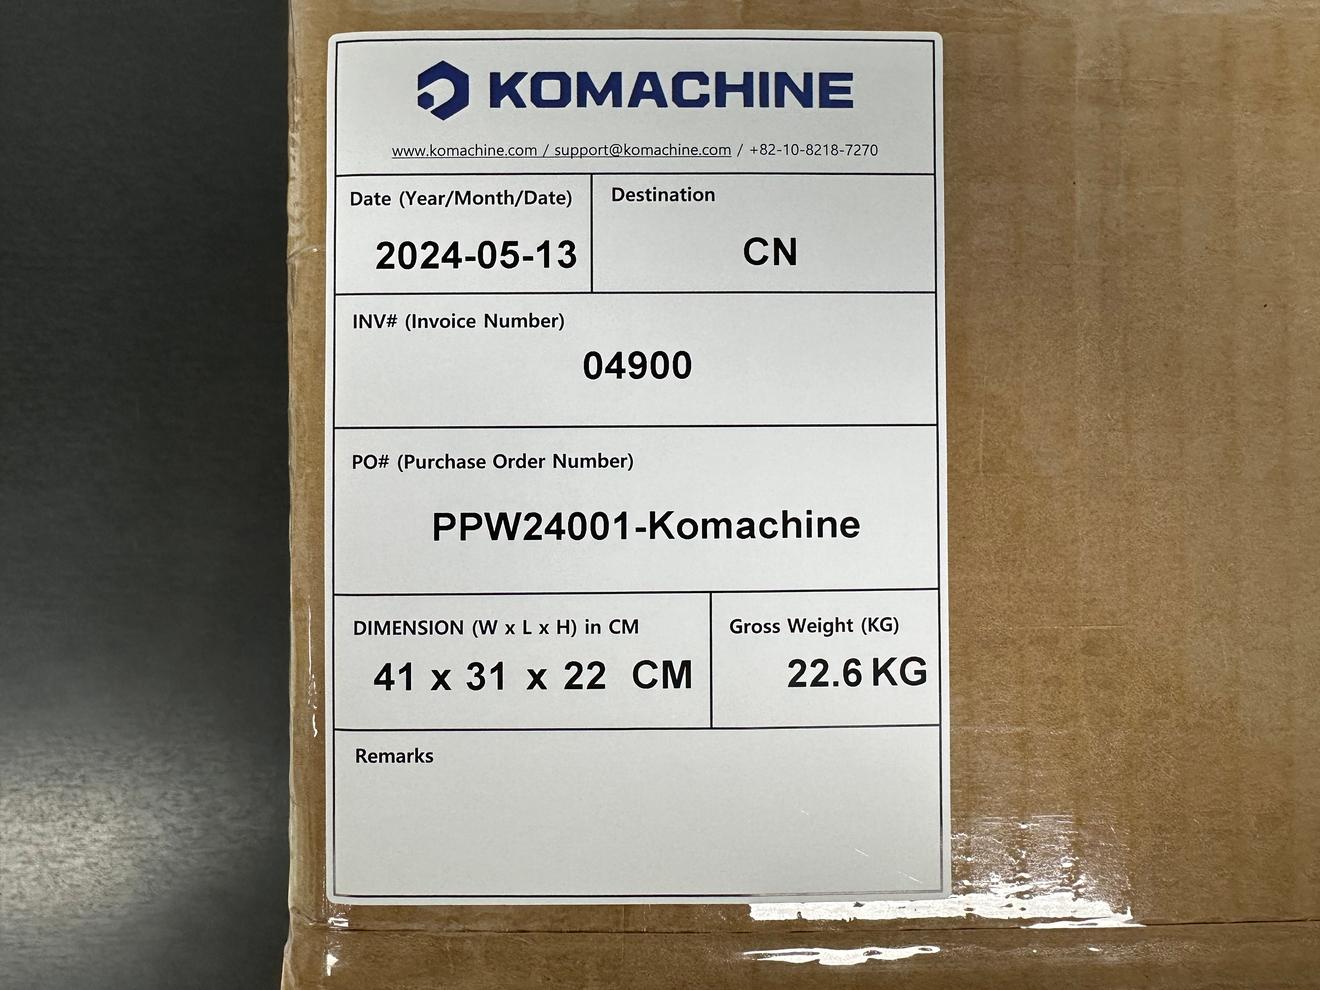 KOMACHINE
www.komachine.com / support@komachine.com / +82-10-8218-7270
Date (Year/Month/Date)
2024-05-13
Destination
CN
INV# (Invoice Number)
04900
PO# (Purchase Order Number)
PPW24001-Komachine
DIMENSION (W x L x H) in CM
41 x 31 x 22 CM
Gross Weight (KG)
22.6 KG
Remarks